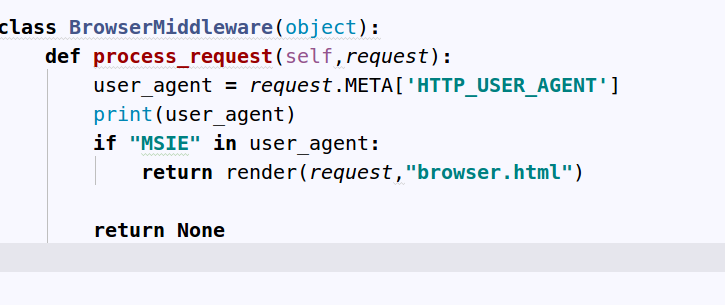 class BrowserMiddleware(object):
def process_request(self,request):
user_agent = request.META['HTTP_USER_AGENT']
print(user_agent)
if "MSIE" in user_agent:
return render(request,"browser.html")
return None